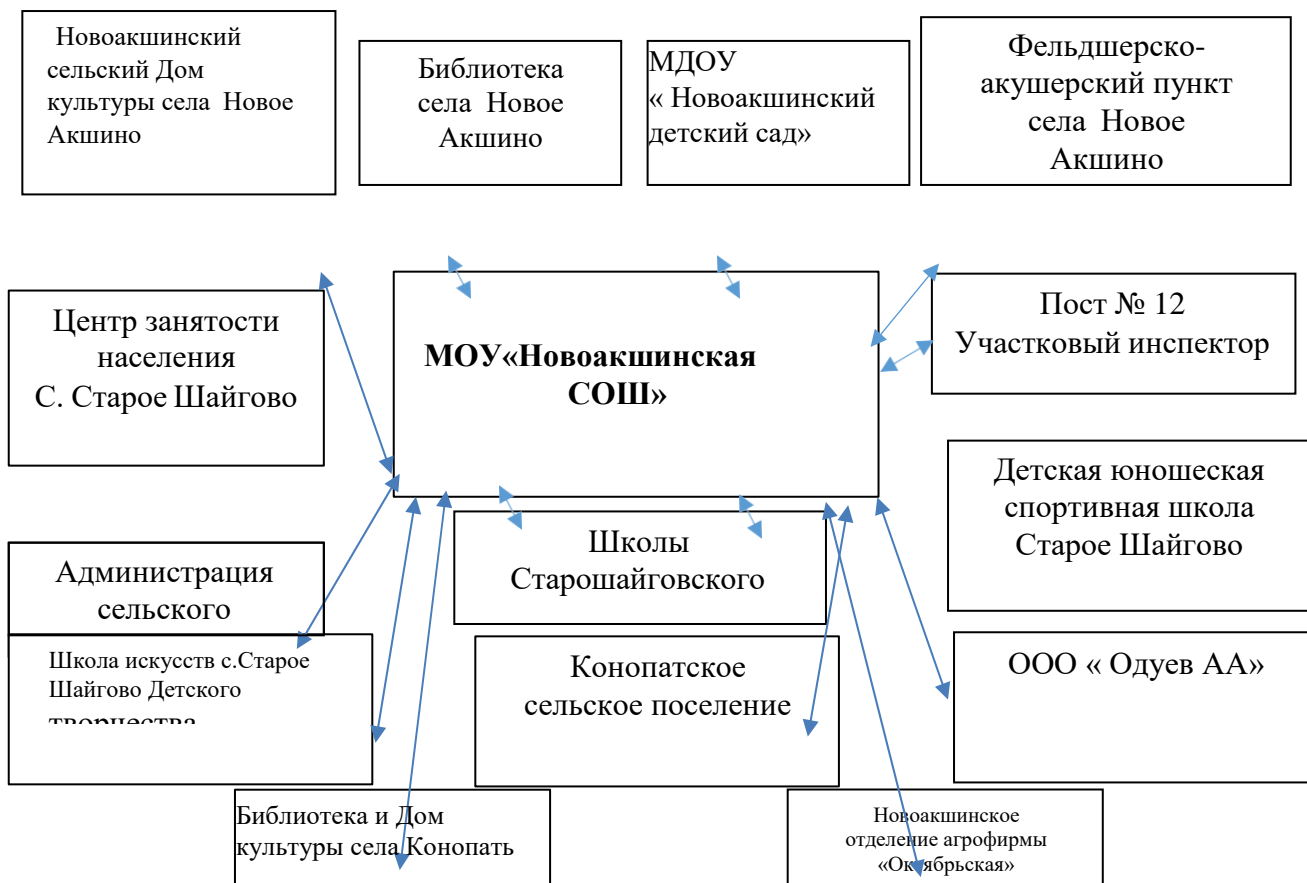 Новоакшинский
сельский Дом
культуры села Новое
Акшино
Библиотека
села Новое
Акшино
МДОУ
« Новоакшинский
детский сад»
Фельдшерско-
акушерский пункт
села Новое
Акшино
Центр занятости
населения
С. Старое Шайгово
МОУ«Новоакшинская
СОШ»
Пост № 12
Участковый инспектор
Детская юношеская
спортивная школа
Старое Шайгово
Школы
Старошайговского
Администрация
сельского
Школа искусств с.Старое
Шайгово Детского
творчества
Конопатское
сельское поселение
ООО « Одуев АА»
Библиотека и Дом
культуры села Конопать
Новоакшинское
отделение агрофирмы
«Октябрьская»